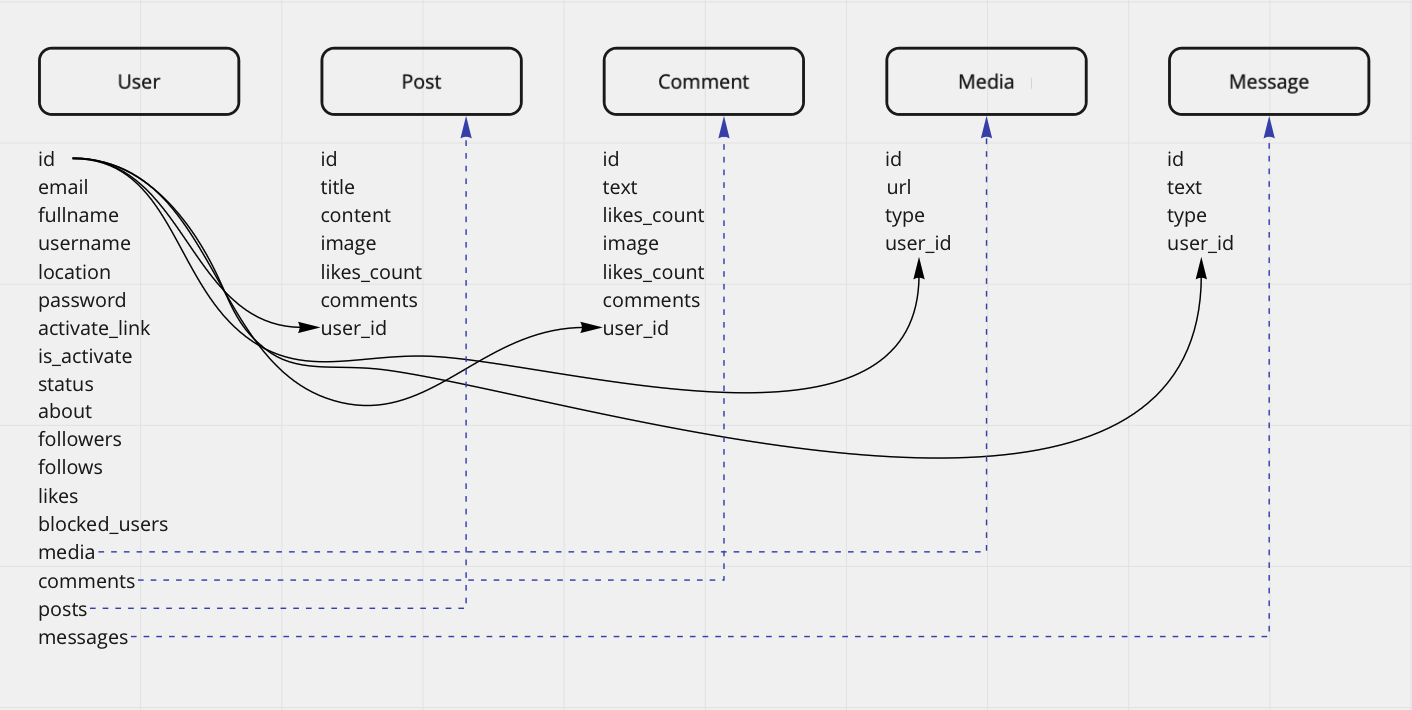 User
id
email
fullname
username
location
password
activate_link
is_activate
status
about
followers
follows
likes
blocked_users
media
comments
posts
messages
Post
id
title
content
image
likes_count
comments
user_id
Comment
id
text
likes_count
image
likes_count
comments
user_id
Media
id
url
type
user_id
Message
id
text
type
user_id